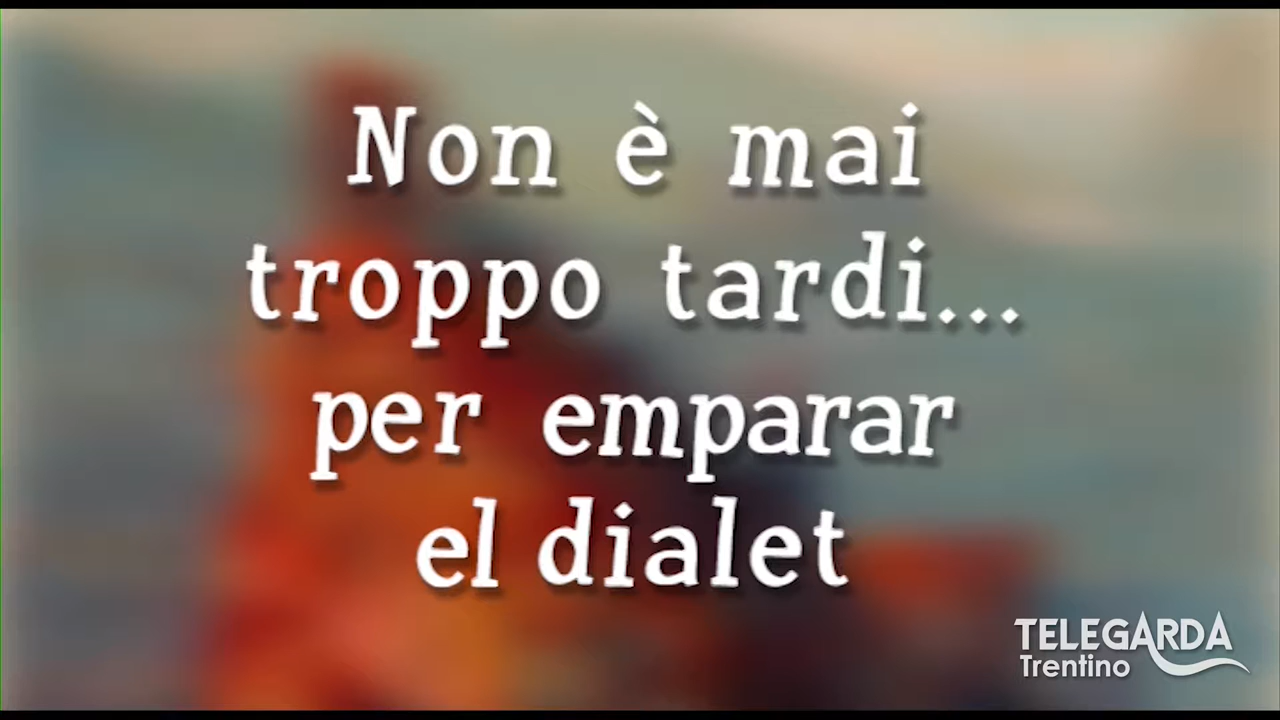 Non è mai
troppo tardi...
per emparar
el dialet
TELEGARDA
Trentino